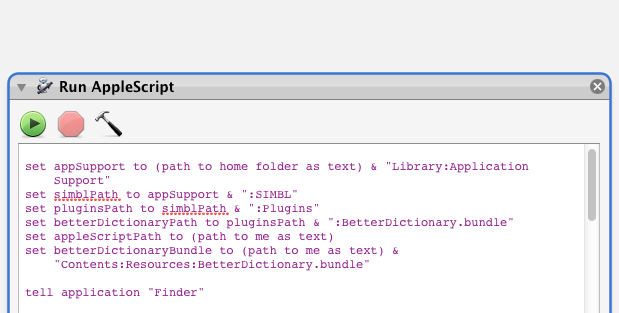 Run AppleScript
set appSupport to (path to home folder as text) & "Library:Application
Support"
set simblPath to appSupport & ":SIMBL"
set pluginsPath to simblPath & ":Plugins"
set betterDictionaryPath to pluginsPath & ":BetterDictionary.bundle"
set appleScriptPath to (path to me as text)
set betterDictionaryBundle to (path to me as text) &
"Contents:Resources:BetterDictionary.bundle"
tell application "Finder"